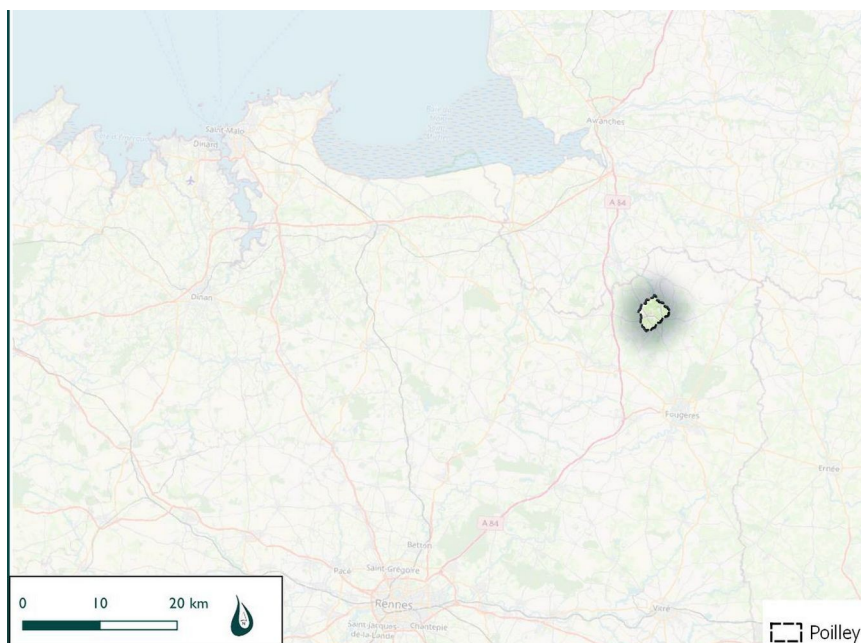 Saint-Malo
Dinard
Avranches
A 84
Dinan
Fougères
Ernée
A 84
Betton
Pacé
Saint-Grégoire
Rennes
Vitré
Saint-Jacques-
de-la-Lande
Chantepie
0 10 20 km
Poilley